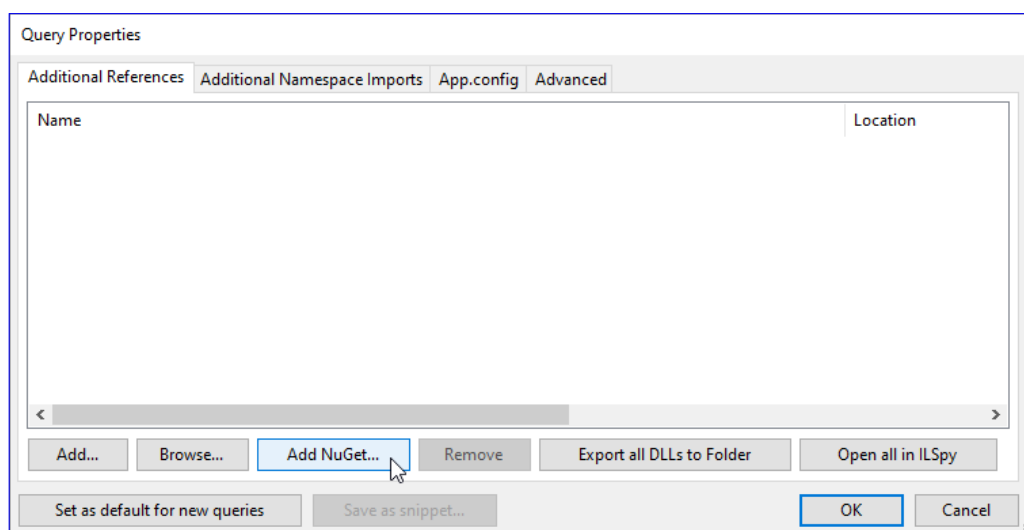 Query Properties
Additional References Additional Namespace Imports App.config Advanced
Name Location
Add... Browse... Add NuGet... Remove Export all DLLs to Folder Open all in ILSpy
Set as default for new queries Save as snippet... OK Cancel